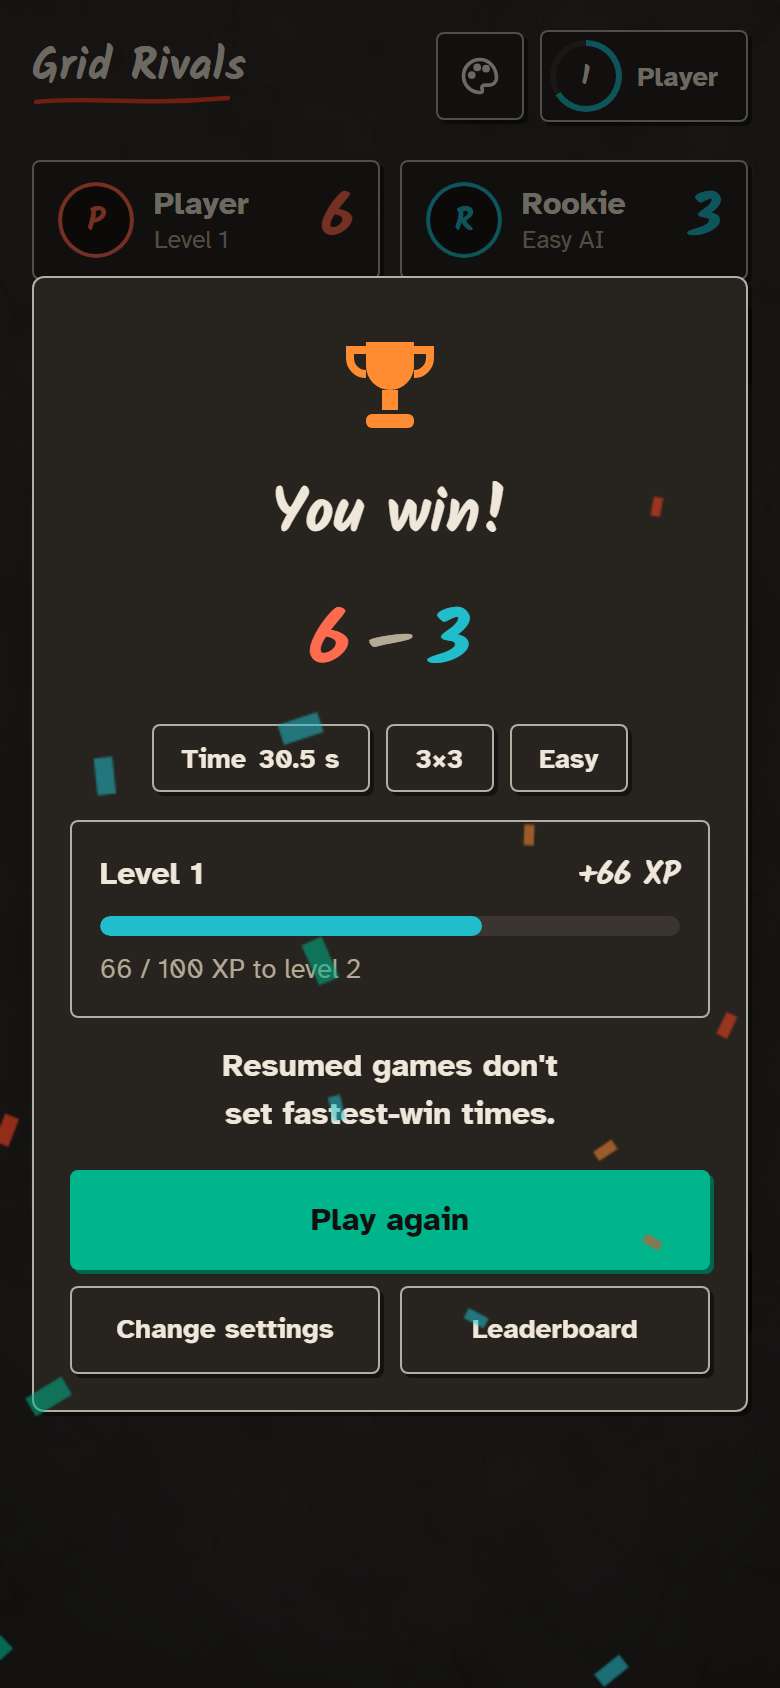 Grid Rivals
1 Player
P Player 6
Level 1
R Rookie 3
Easy AI
You win!
6 – 3
Time 30.5 s
3×3
Easy
Level 1 +66 XP
66 / 100 XP to level 2
Resumed games don't
set fastest-win times.
Play again
Change settings
Leaderboard